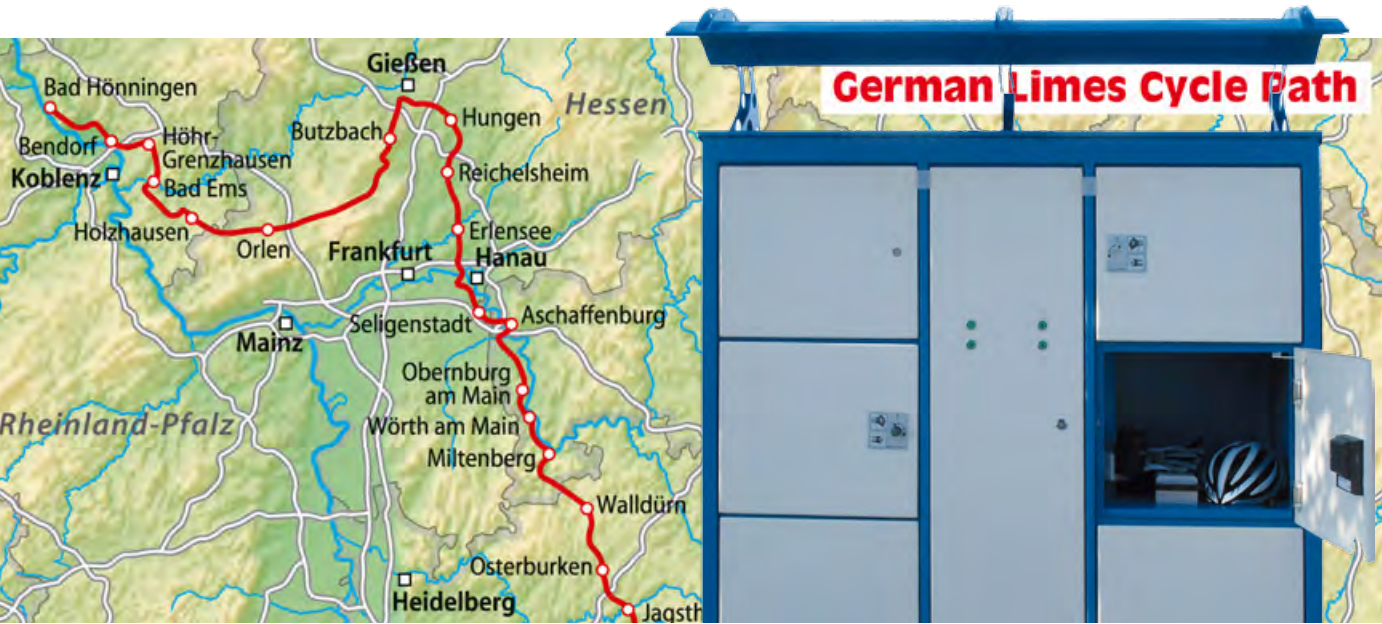 German Limes Cycle Path
Gießen
Bad Hönningen
Hessen
Hungen
Butzbach
Höhr-
Grenzhausen
Bendorf
Koblenz
Bad Ems
Reichelsheim
Holzhausen
Orlen
Erlensee
Frankfurt
Hanau
Seligenstadt
Aschaffenburg
Mainz
Obernburg
am Main
Rheinland-Pfalz
Wörth am Main
Miltenberg
Walldürn
Osterburken
Heidelberg
Jagsth